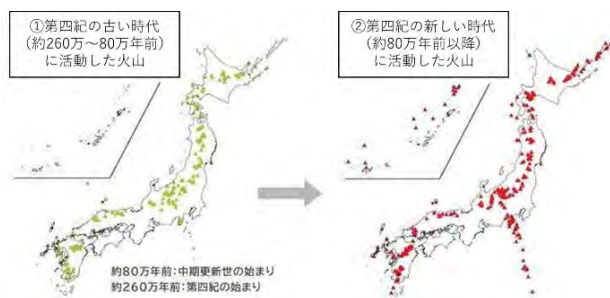 ①第四紀の古い時代
（約260万～80万年前）
に活動した火山
②第四紀の新しい時代
（約80万年前以降）
に活動した火山
約80万年前：中期更新世の始まり
約260万年前：第四紀の始まり